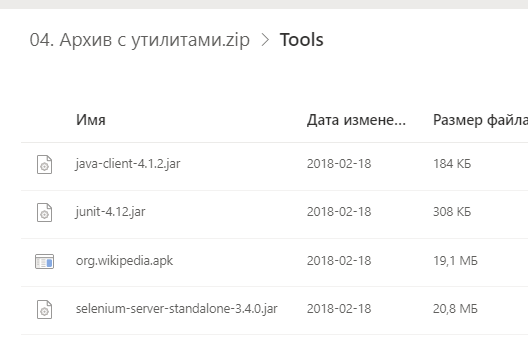 04. Архив с утилитами.zip > Tools
Имя Дата измене... Размер файла
java-client-4.1.2.jar 2018-02-18 184 КБ
junit-4.12.jar 2018-02-18 308 КБ
org.wikipedia.apk 2018-02-18 19,1 МБ
selenium-server-standalone-3.4.0.jar 2018-02-18 20,8 МБ